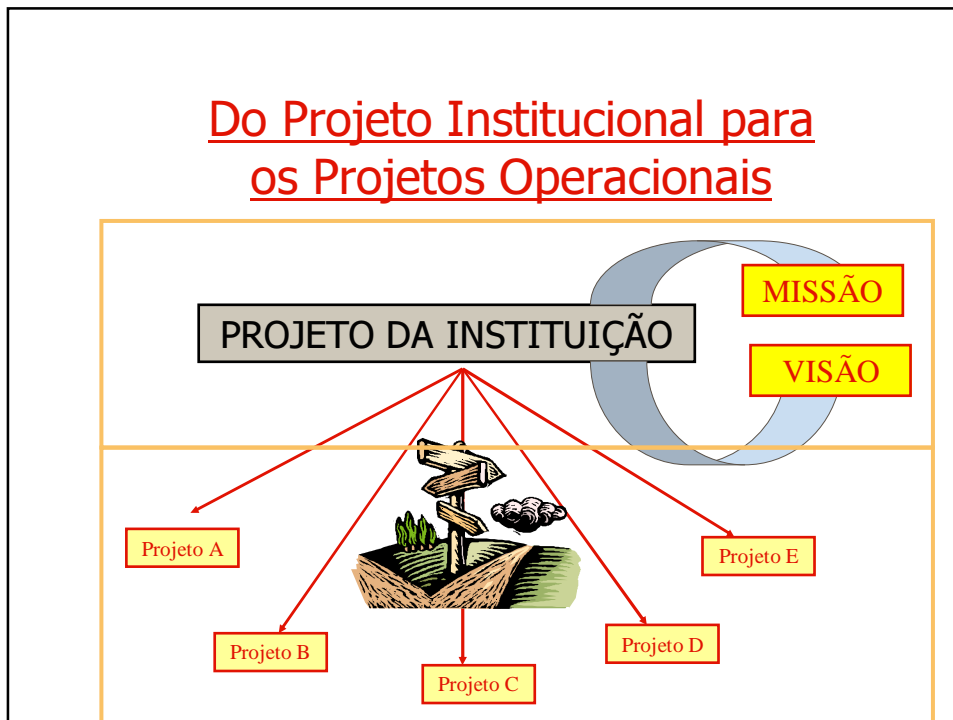 Do Projeto Institucional para
os Projetos Operacionais
MISSÃO
PROJETO DA INSTITUIÇÃO
VISÃO
Projeto A
Projeto E
Projeto B
Projeto D
Projeto C